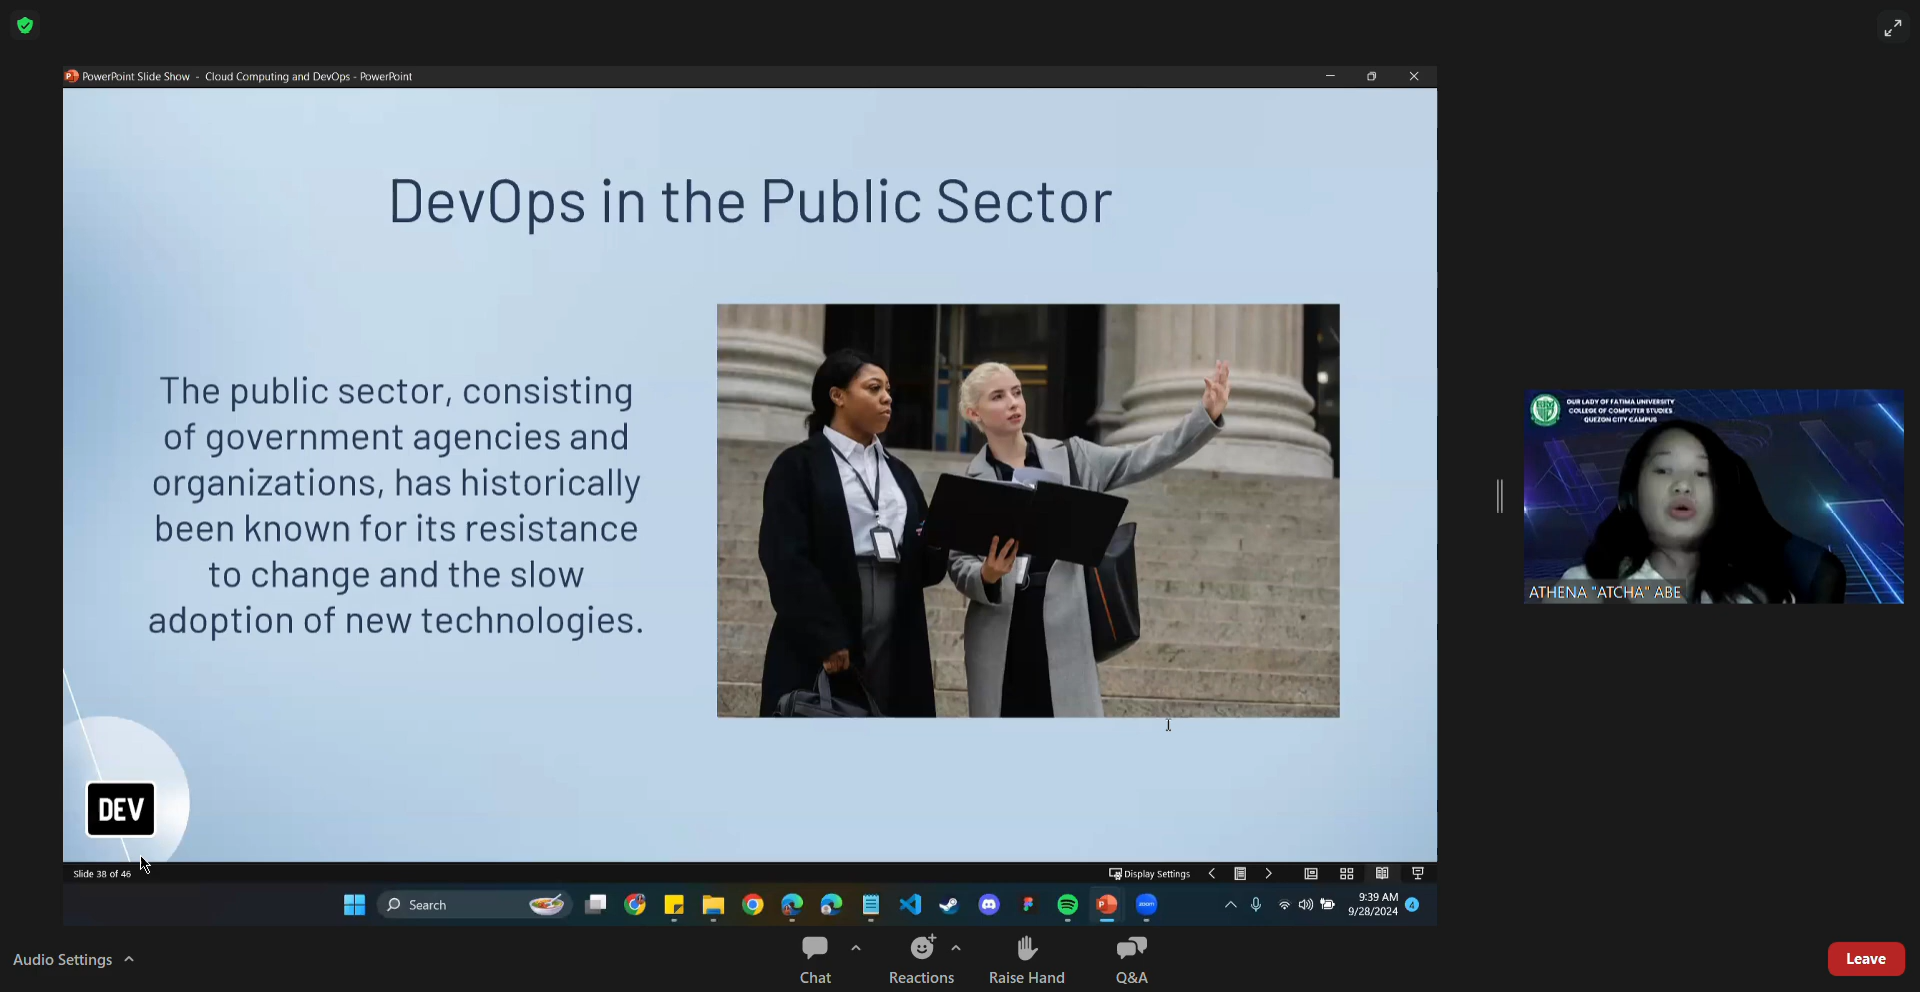 PowerPoint Slide Show - Cloud Computing and DevOps - PowerPoint
DevOps in the Public Sector
The public sector, consisting
of government agencies and
organizations, has historically
been known for its resistance
to change and the slow
adoption of new technologies.
DEV
OUR LADY OF FATIMA UNIVERSITY
COLLEGE OF COMPUTER STUDIES
QUEZON CITY CAMPUS
ATHENA "ATCHA" ABE
Slide 38 of 46
Display Settings
Search
zoom
9:39 AM
9/28/2024
4
Audio Settings
Chat
Reactions
Raise Hand
Q&A
Leave